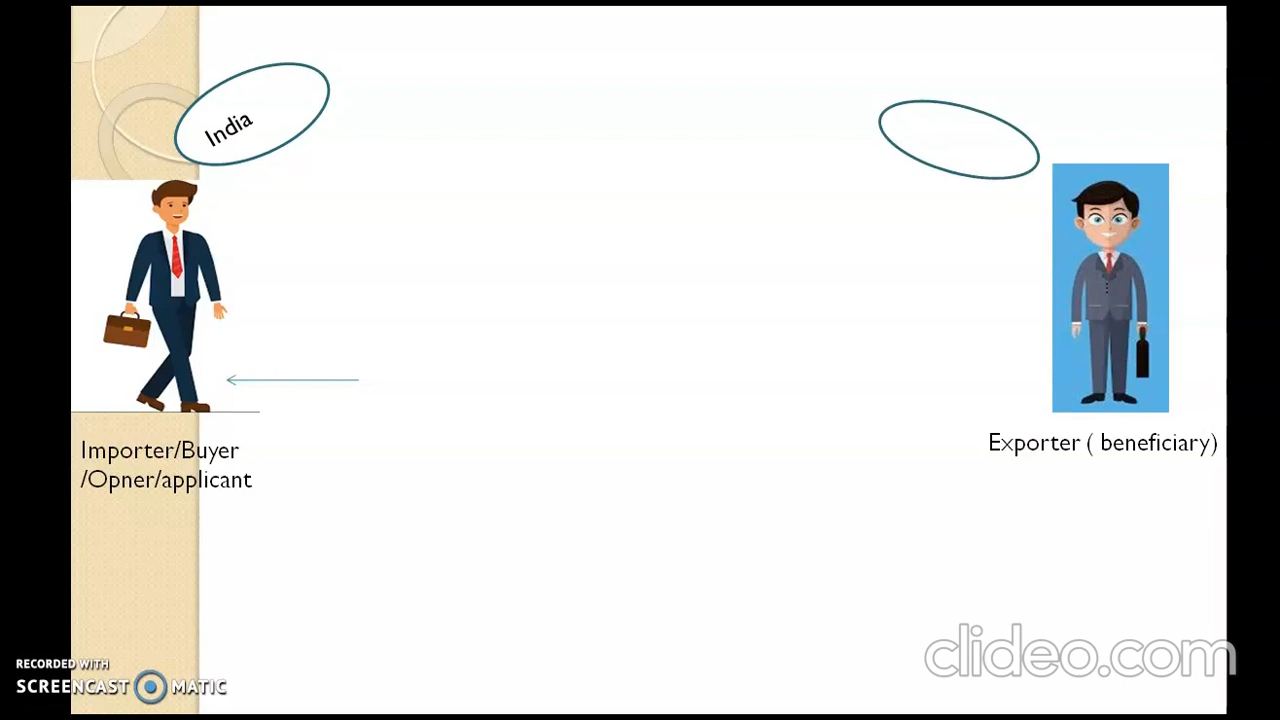 India
Importer/Buyer
/Opner/applicant
Exporter ( beneficiary)
clideo.com
RECORDED WITH
SCREENCAST MATIC